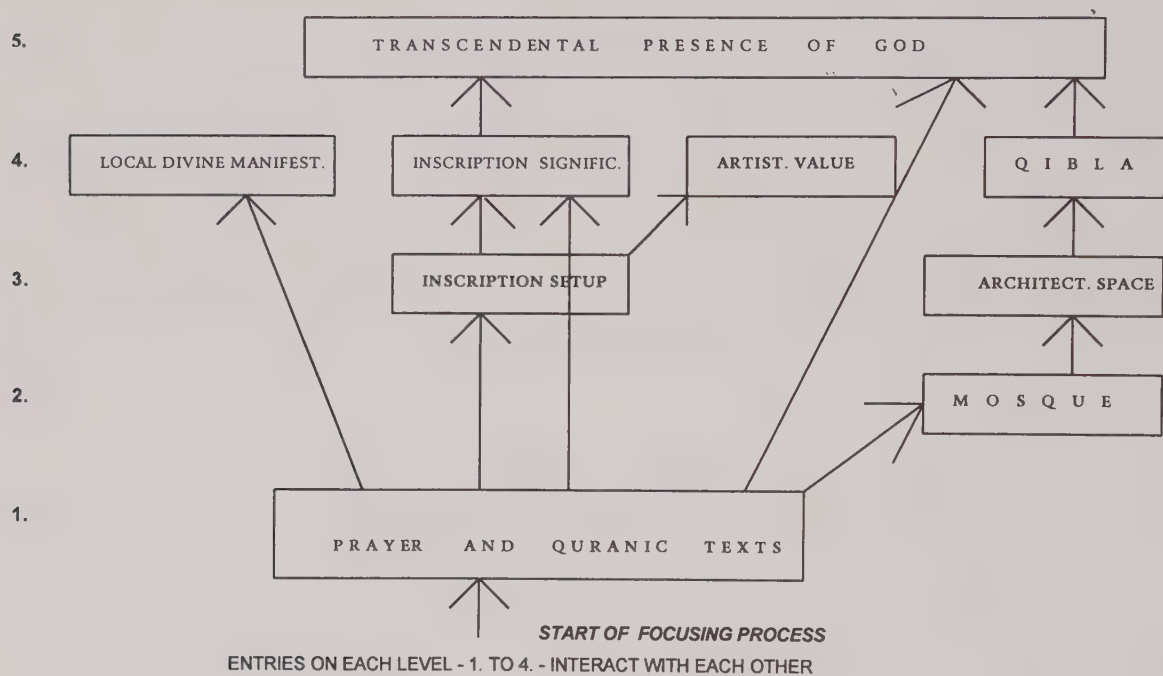 5.
TRANSCENDENTAL PRESENCE OF GOD
4.
LOCAL DIVINE MANIFEST.
INSCRIPTION SIGNIFIC.
ARTIST. VALUE
QIBLA
3.
INSCRIPTION SETUP
ARCHITECT. SPACE
2.
MOSQUE
1.
PRAYER AND QURANIC TEXTS
START OF FOCUSING PROCESS
ENTRIES ON EACH LEVEL - 1. TO 4. - INTERACT WITH EACH OTHER